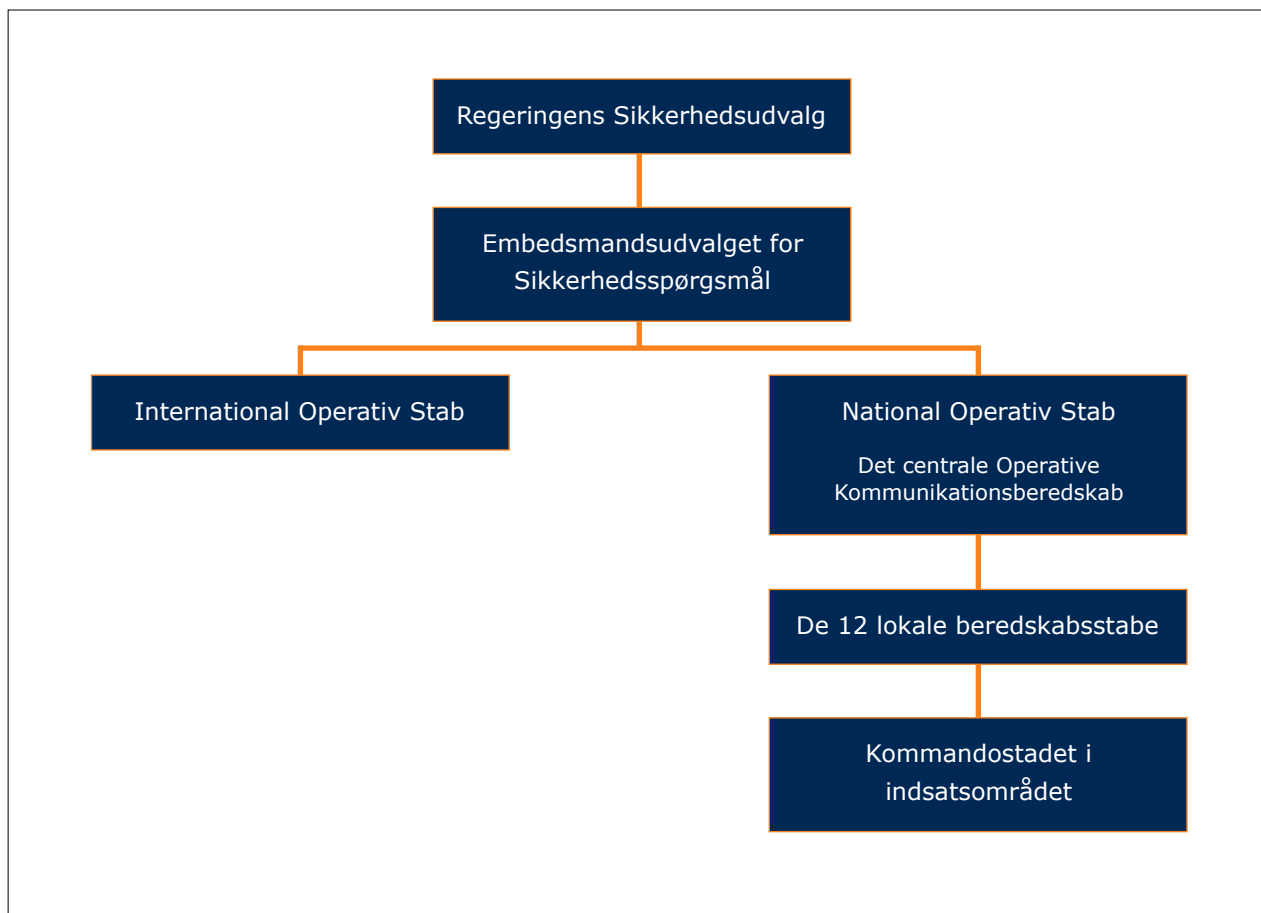 Regeringens Sikkerhedsudvalg
Embedsmandsudvalget for
Sikkerhedsspørgsmål
International Operativ Stab
National Operativ Stab
Det centrale Operative
Kommunikationsberedskab
De 12 lokale beredskabsstabe
Kommandostadet i
indsatsområdet